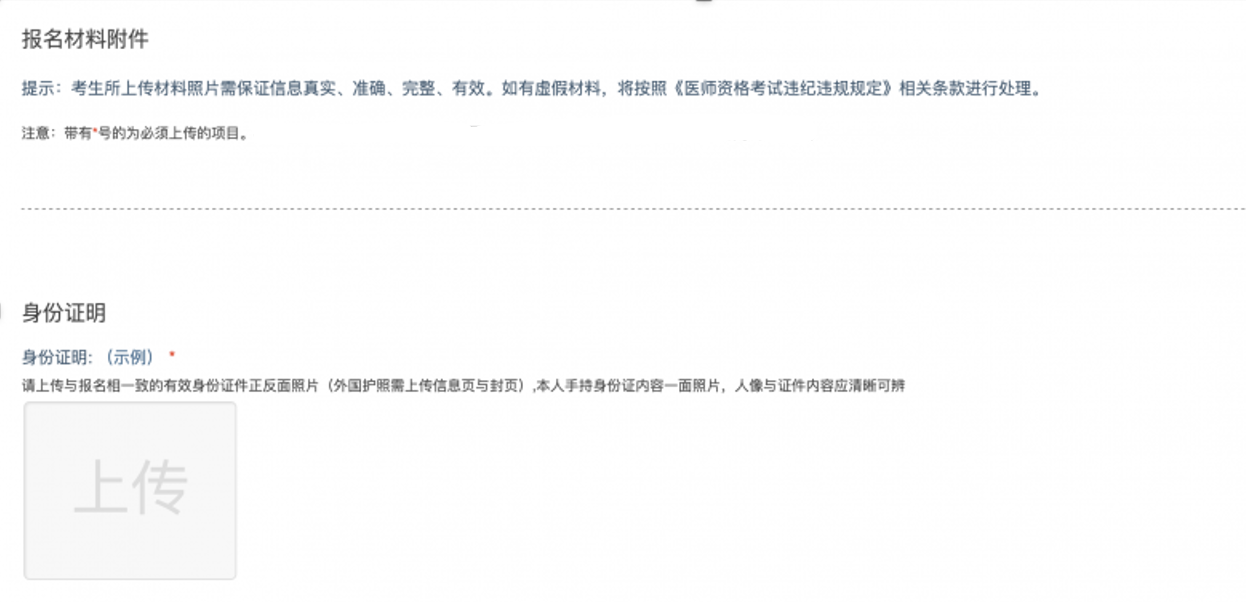 报名材料附件
提示：考生所上传材料照片需保证信息真实、准确、完整、有效。如有虚假材料，将按照《医师资格考试违纪违规规定》相关条款进行处理。
注意：带有*号的为必须上传的项目。
身份证明
身份证明：（示例） *
请上传与报名相一致的有效身份证件正反面照片（外国护照需上传信息页与封页）,本人手持身份证内容一面照片，人像与证件内容应清晰可辨
上传